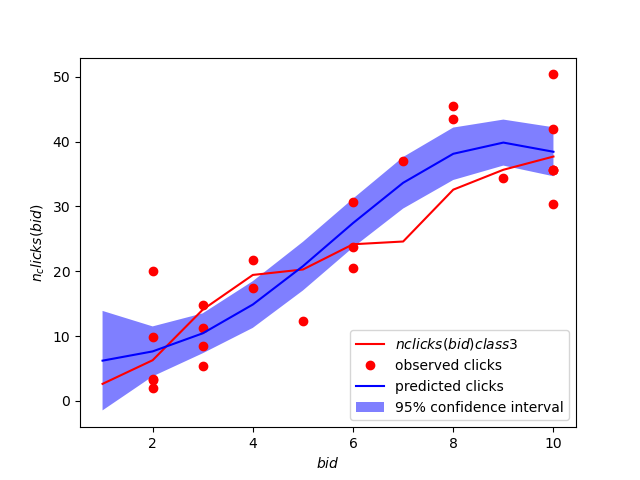 50
40
30
20
10
0
n_clicks(bid)
nclicks(bid)class3
observed clicks
predicted clicks
95% confidence interval
2 4 6 8 10
bid